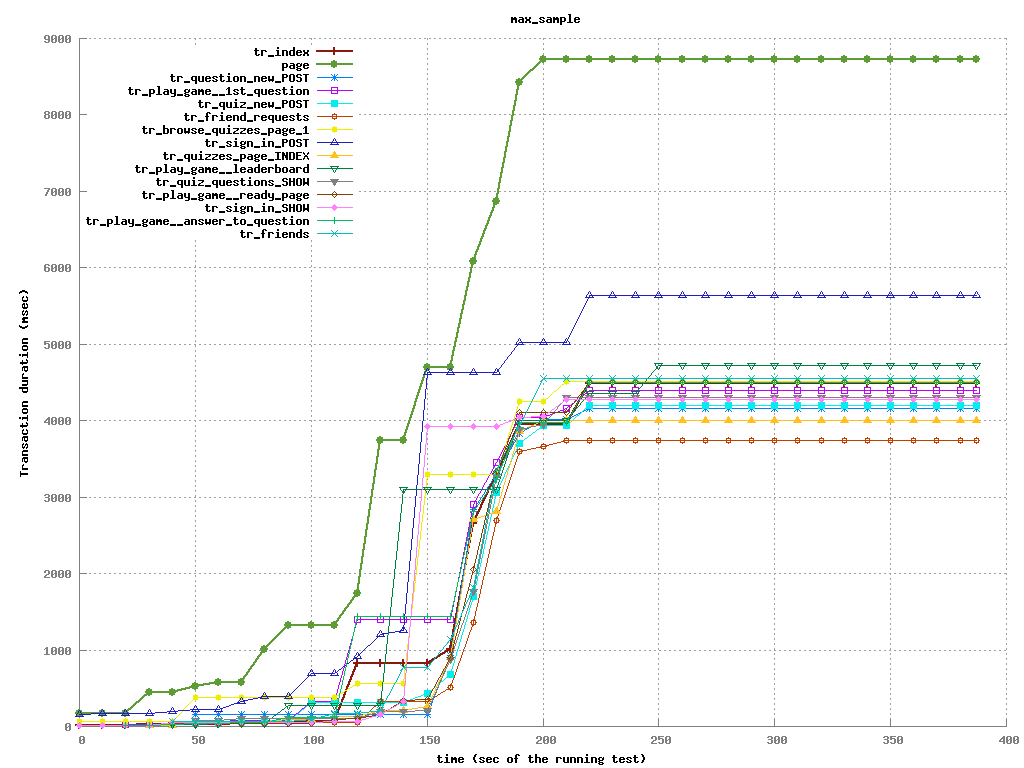 max_sample
9000
8000
7000
6000
5000
4000
3000
2000
1000
0
Transaction duration (msec)
tr_index
page
tr_question_new_POST
tr_play_game__1st_question
tr_quiz_new_POST
tr_friend_requests
tr_browse_quizzes_page_1
tr_sign_in_POST
tr_quizzes_page_INDEX
tr_play_game__leaderboard
tr_quiz_questions_SHOW
tr_play_game__ready_page
tr_sign_in_SHOW
tr_play_game__answer_to_question
tr_friends
0 50 100 150 200 250 300 350 400
time (sec of the running test)